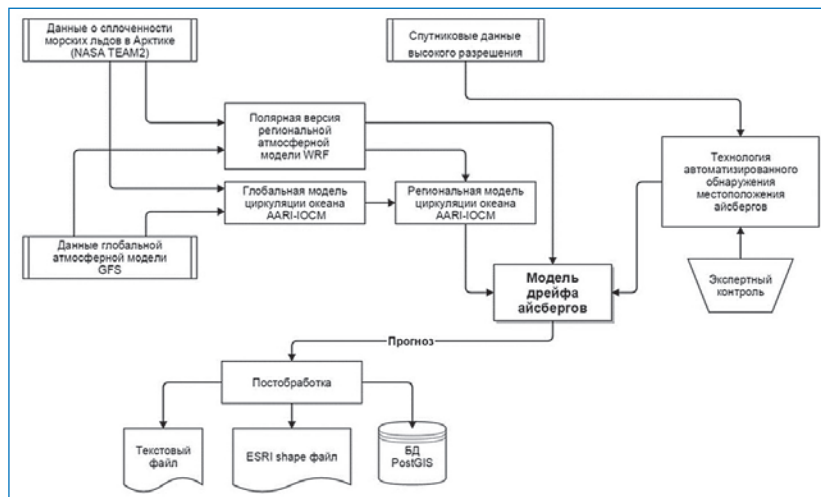 Данные о сплоченности
морских льдов в Арктике
(NASA TEAM2)
Спутниковые данные
высокого разрешения
Полярная версия
региональной
атмосферной
модели WRF
Технология
автоматизированного
обнаружения
местоположения
айсбергов
Глобальная модель
циркуляции океана
AARI-IOCM
Региональная модель
циркуляции океана
AARI-IOCM
Данные глобальной
атмосферной модели
GFS
Модель
дрейфа
айсбергов
Экспертный
контроль
Прогноз
Постобработка
Текстовый
файл
ESRI shape файл
БД
PostGIS